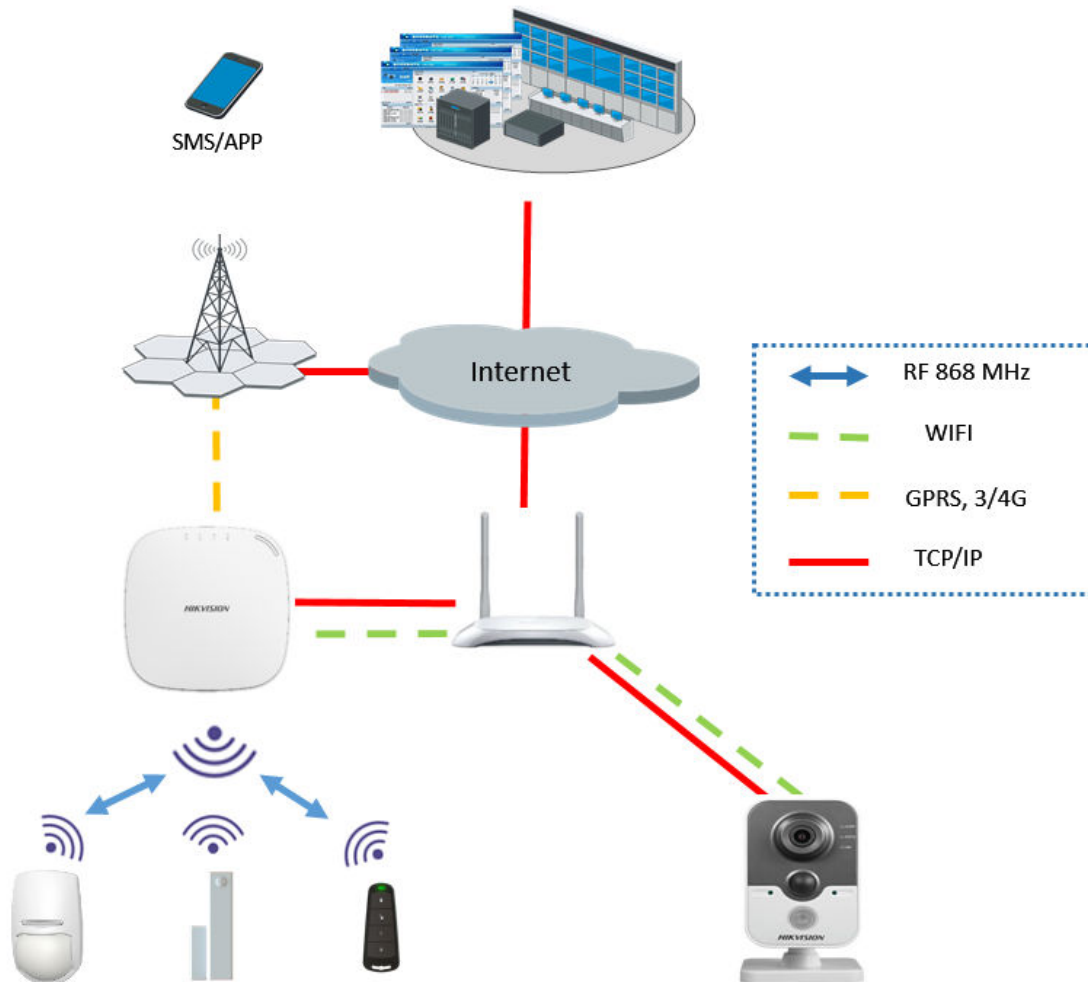 SMS/APP
Internet
RF 868 MHz
WIFI
GPRS, 3/4G
TCP/IP
HIKVISION
HIKVISION